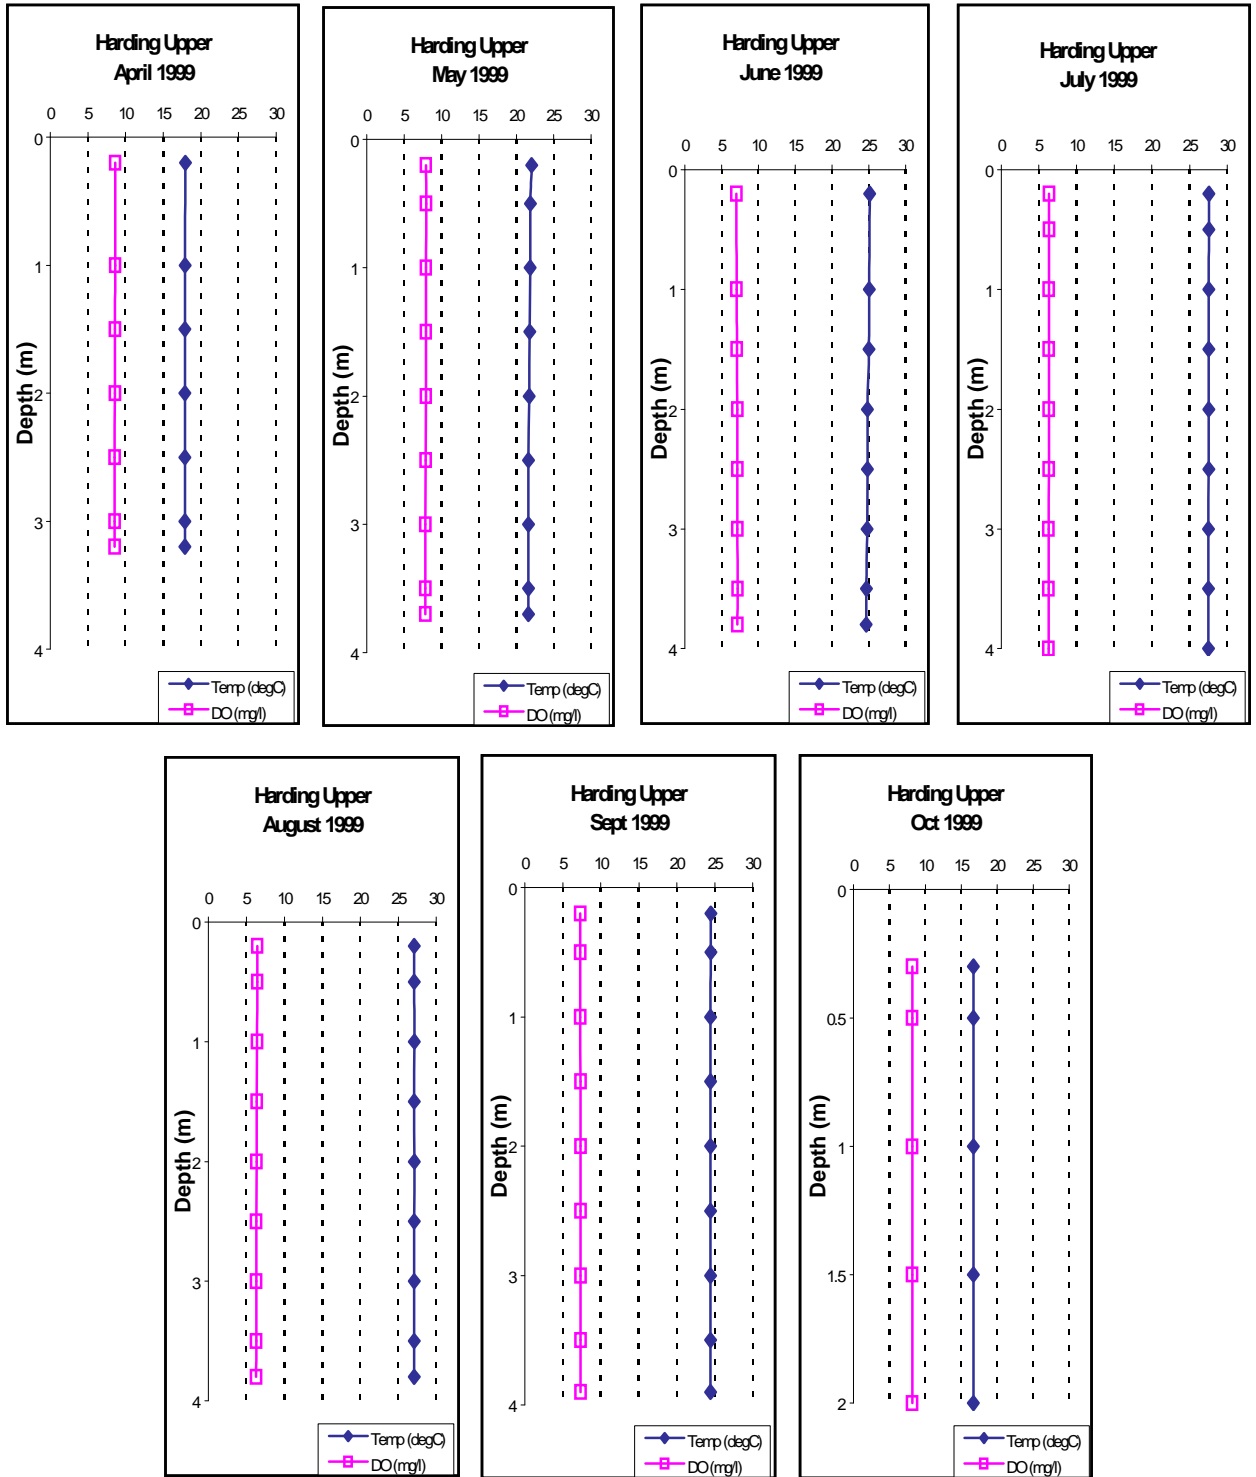 Harding Upper
April 1999
0 5 10 15 20 25 30
0
1
2
3
4
Depth (m)
Temp (degC)
DO (mg/l)
Harding Upper
May 1999
0 5 10 15 20 25 30
0
1
2
3
4
Depth (m)
Temp (degC)
DO (mg/l)
Harding Upper
June 1999
0 5 10 15 20 25 30
0
1
2
3
4
Depth (m)
Temp (degC)
DO (mg/l)
Harding Upper
July 1999
0 5 10 15 20 25 30
0
1
2
3
4
Depth (m)
Temp (degC)
DO (mg/l)
Harding Upper
August 1999
0 5 10 15 20 25 30
0
1
2
3
4
Depth (m)
Temp (degC)
DO (mg/l)
Harding Upper
Sept 1999
0 5 10 15 20 25 30
0
1
2
3
4
Depth (m)
Temp (degC)
DO (mg/l)
Harding Upper
Oct 1999
0 5 10 15 20 25 30
0
0.5
1
1.5
2
Depth (m)
Temp (degC)
DO (mg/l)